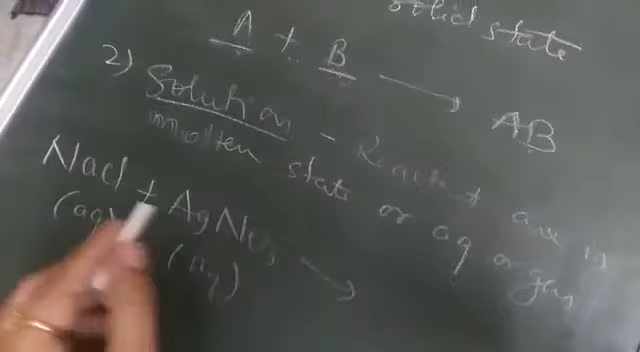 solid state
A + B → AB
2) Solution - Reactant are in
molten state or aq or gas
NaCl + AgNO3 →
(aq) (aq)